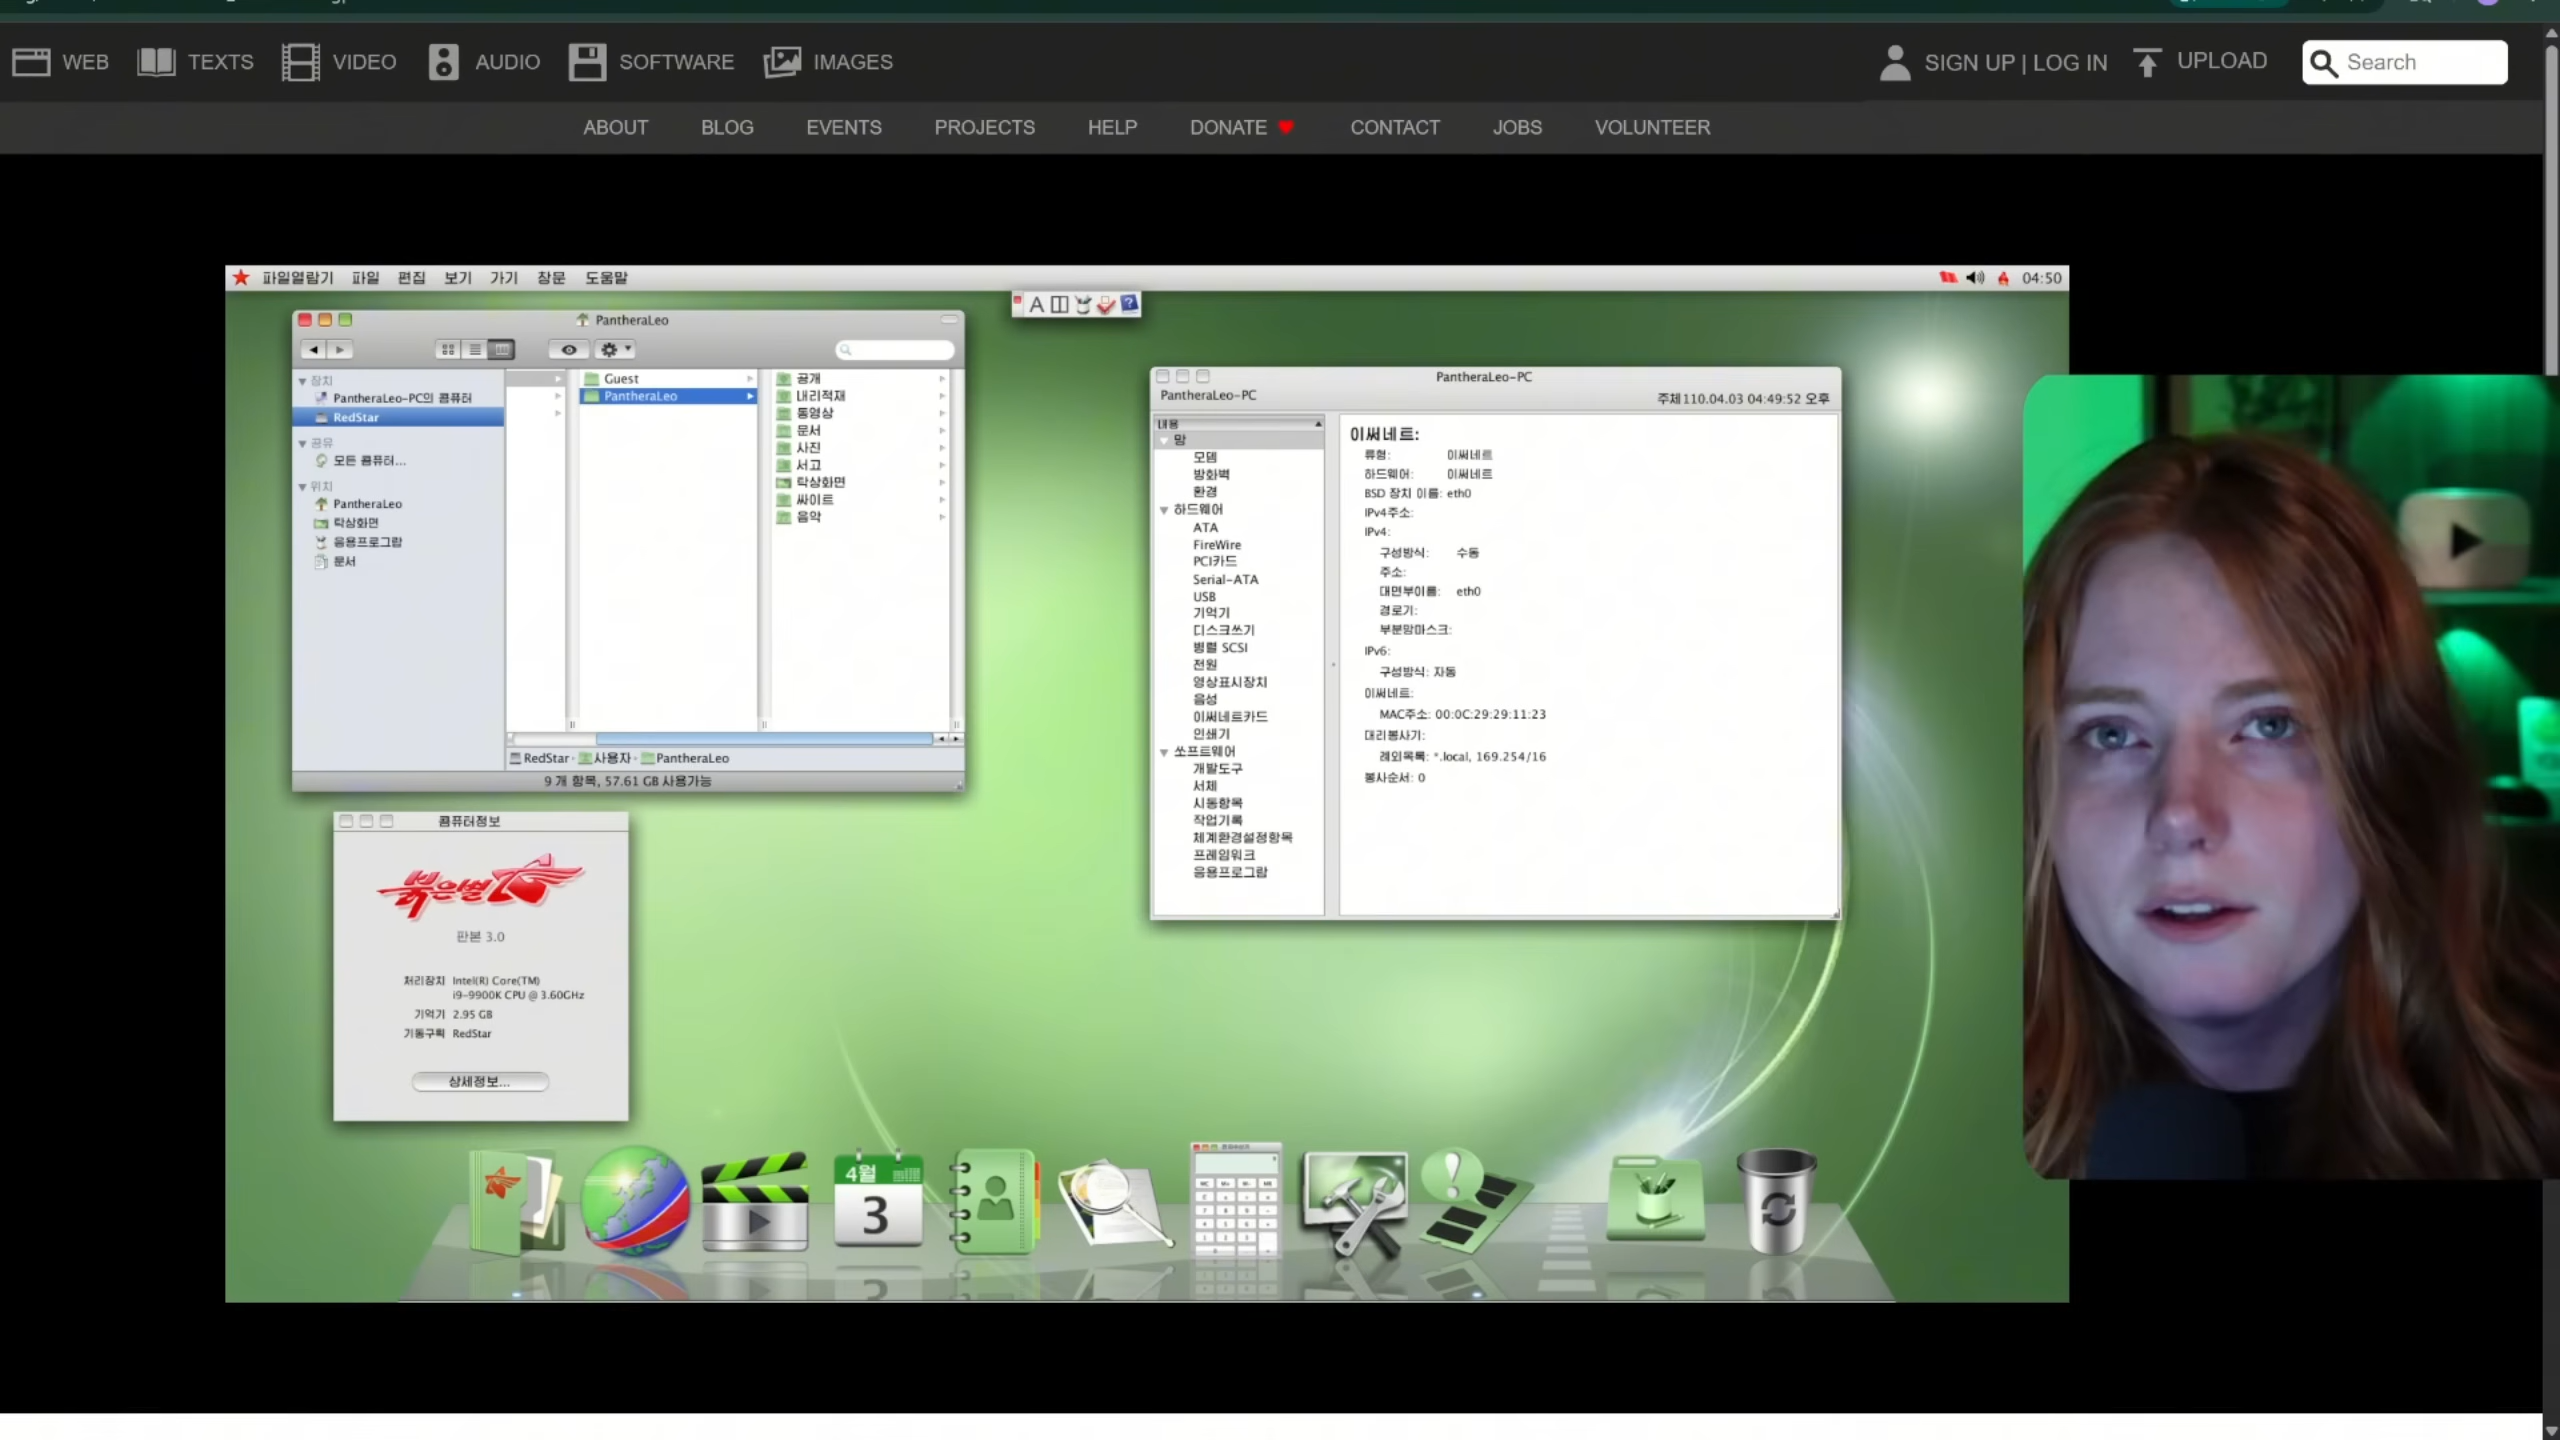 WEB TEXTS VIDEO AUDIO SOFTWARE IMAGES SIGN UP | LOG IN UPLOAD Search
ABOUT BLOG EVENTS PROJECTS HELP DONATE CONTACT JOBS VOLUNTEER
파일열람기 파일 편집 보기 가기 창문 도움말 04:50
A ?
PantheraLeo
장치
PantheraLeo-PC의 콤퓨터
RedStar
공유
모든 콤퓨터...
위치
PantheraLeo
탁상화면
응용프로그람
문서
Guest
PantheraLeo
공개
내리적재
동영상
문서
사진
서고
탁상화면
싸이트
음악
RedStar 사용자 PantheraLeo
9개 항목, 57.61 GB 사용가능
PantheraLeo-PC
PantheraLeo-PC 주체110.04.03 04:49:52 오후
내용
망
모뎀
방화벽
환경
하드웨어
ATA
FireWire
PCI카드
Serial-ATA
USB
기억기
디스크쓰기
병렬 SCSI
전원
영상표시장치
음성
이써네트카드
인쇄기
쏘프트웨어
개발도구
서체
시동항목
작업기록
체계환경설정항목
프레임워크
응용프로그람
이써네트:
류형: 이써네트
하드웨어: 이써네트
BSD 장치 이름: eth0
IPv4주소:
IPv4:
구성방식: 수동
주소:
대면부이름: eth0
경로기:
부분망마스크:
IPv6:
구성방식: 자동
이써네트:
MAC주소: 00:0C:29:29:11:23
대리봉사기:
례외목록: *.local, 169.254/16
봉사순서: 0
콤퓨터정보
붉은별
판본 3.0
처리장치 Intel(R) Core(TM)
i9-9900K CPU @ 3.60GHz
기억기 2.95 GB
기동구획 RedStar
상세정보...
4월
3